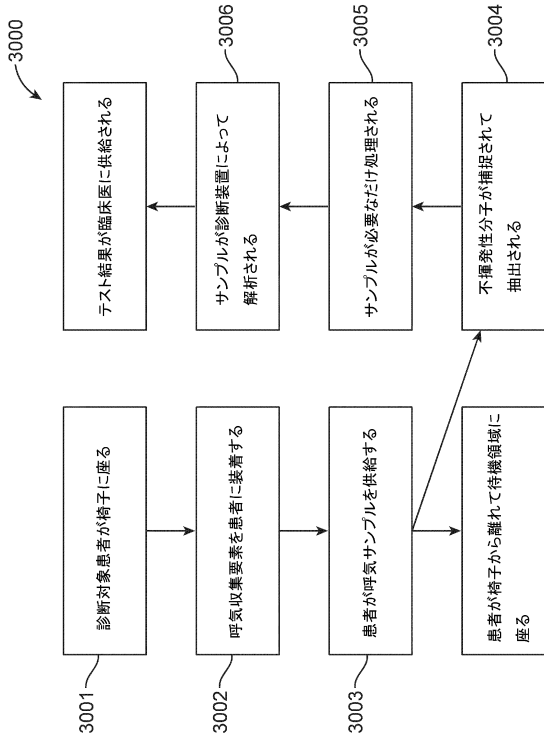 3000
3001
診断対象患者が椅子に座る
3002
呼気収集要素を患者に装着する
3003
患者が呼気サンプルを供給する
患者が椅子から離れて待機領域に
座る
3004
不揮発性分子が捕捉されて
抽出される
3005
サンプルが必要なだけ処理される
3006
サンプルが診断装置によって
解析される
テスト結果が臨床医に供給される